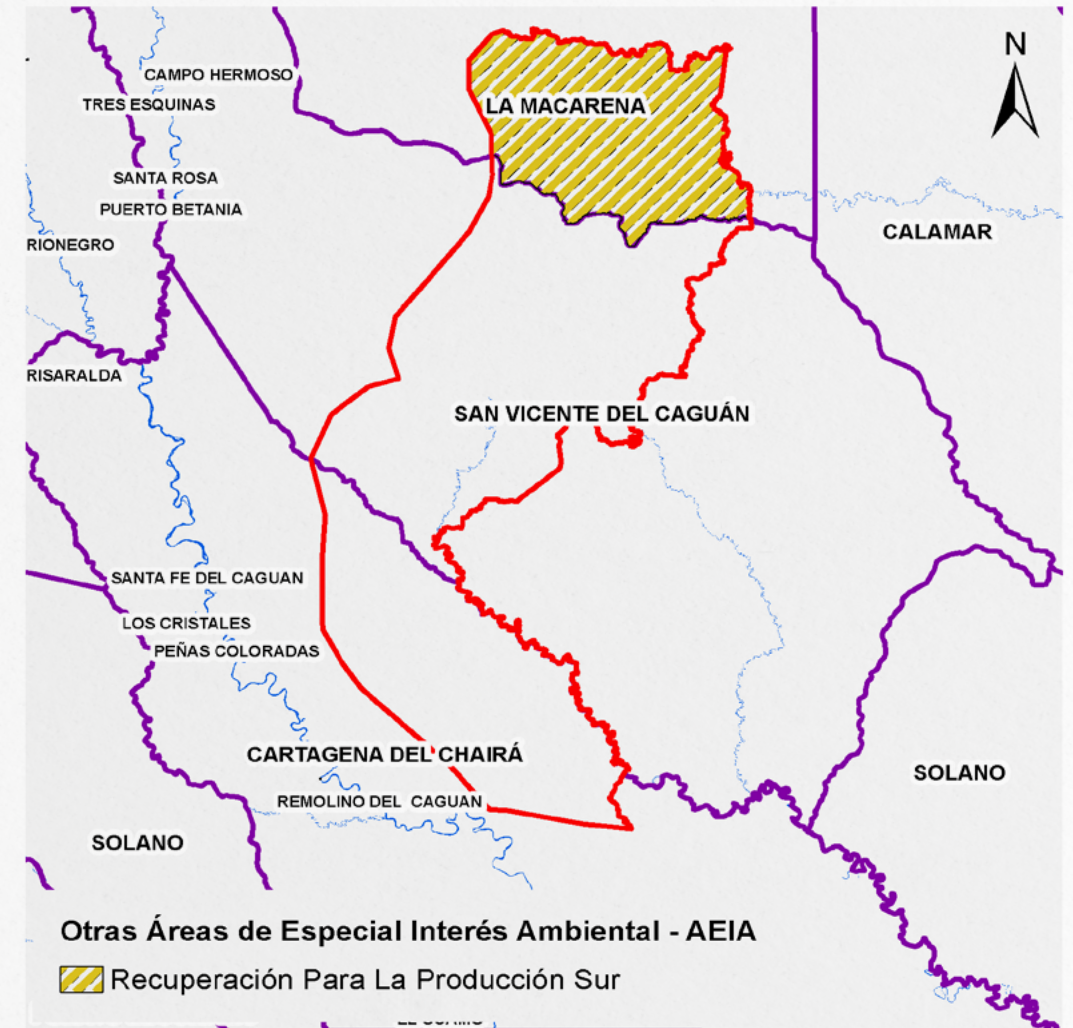 N
CAMPO HERMOSO
TRES ESQUINAS
LA MACARENA
SANTA ROSA
PUERTO BETANIA
RIONEGRO
CALAMAR
RISARALDA
SAN VICENTE DEL CAGUÁN
SANTA FE DEL CAGUAN
LOS CRISTALES
PEÑAS COLORADAS
CARTAGENA DEL CHAIRÁ
SOLANO
REMOLINO DEL CAGUAN
SOLANO
Otras Áreas de Especial Interés Ambiental - AEIA
Recuperación Para La Producción Sur